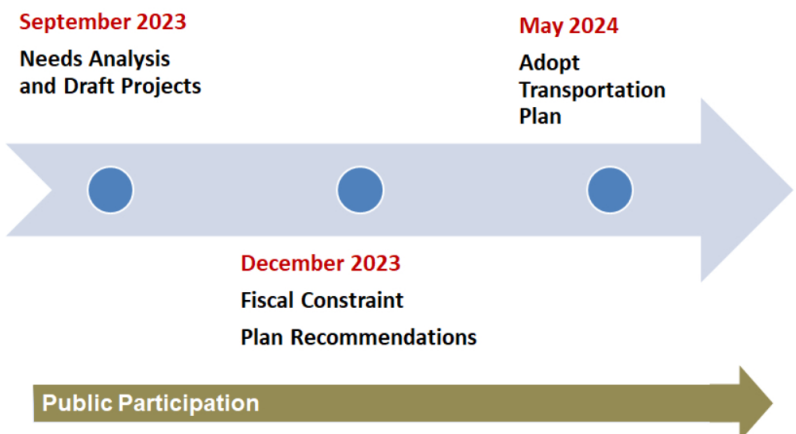 September 2023
Needs Analysis
and Draft Projects
May 2024
Adopt
Transportation
Plan
December 2023
Fiscal Constraint
Plan Recommendations
Public Participation